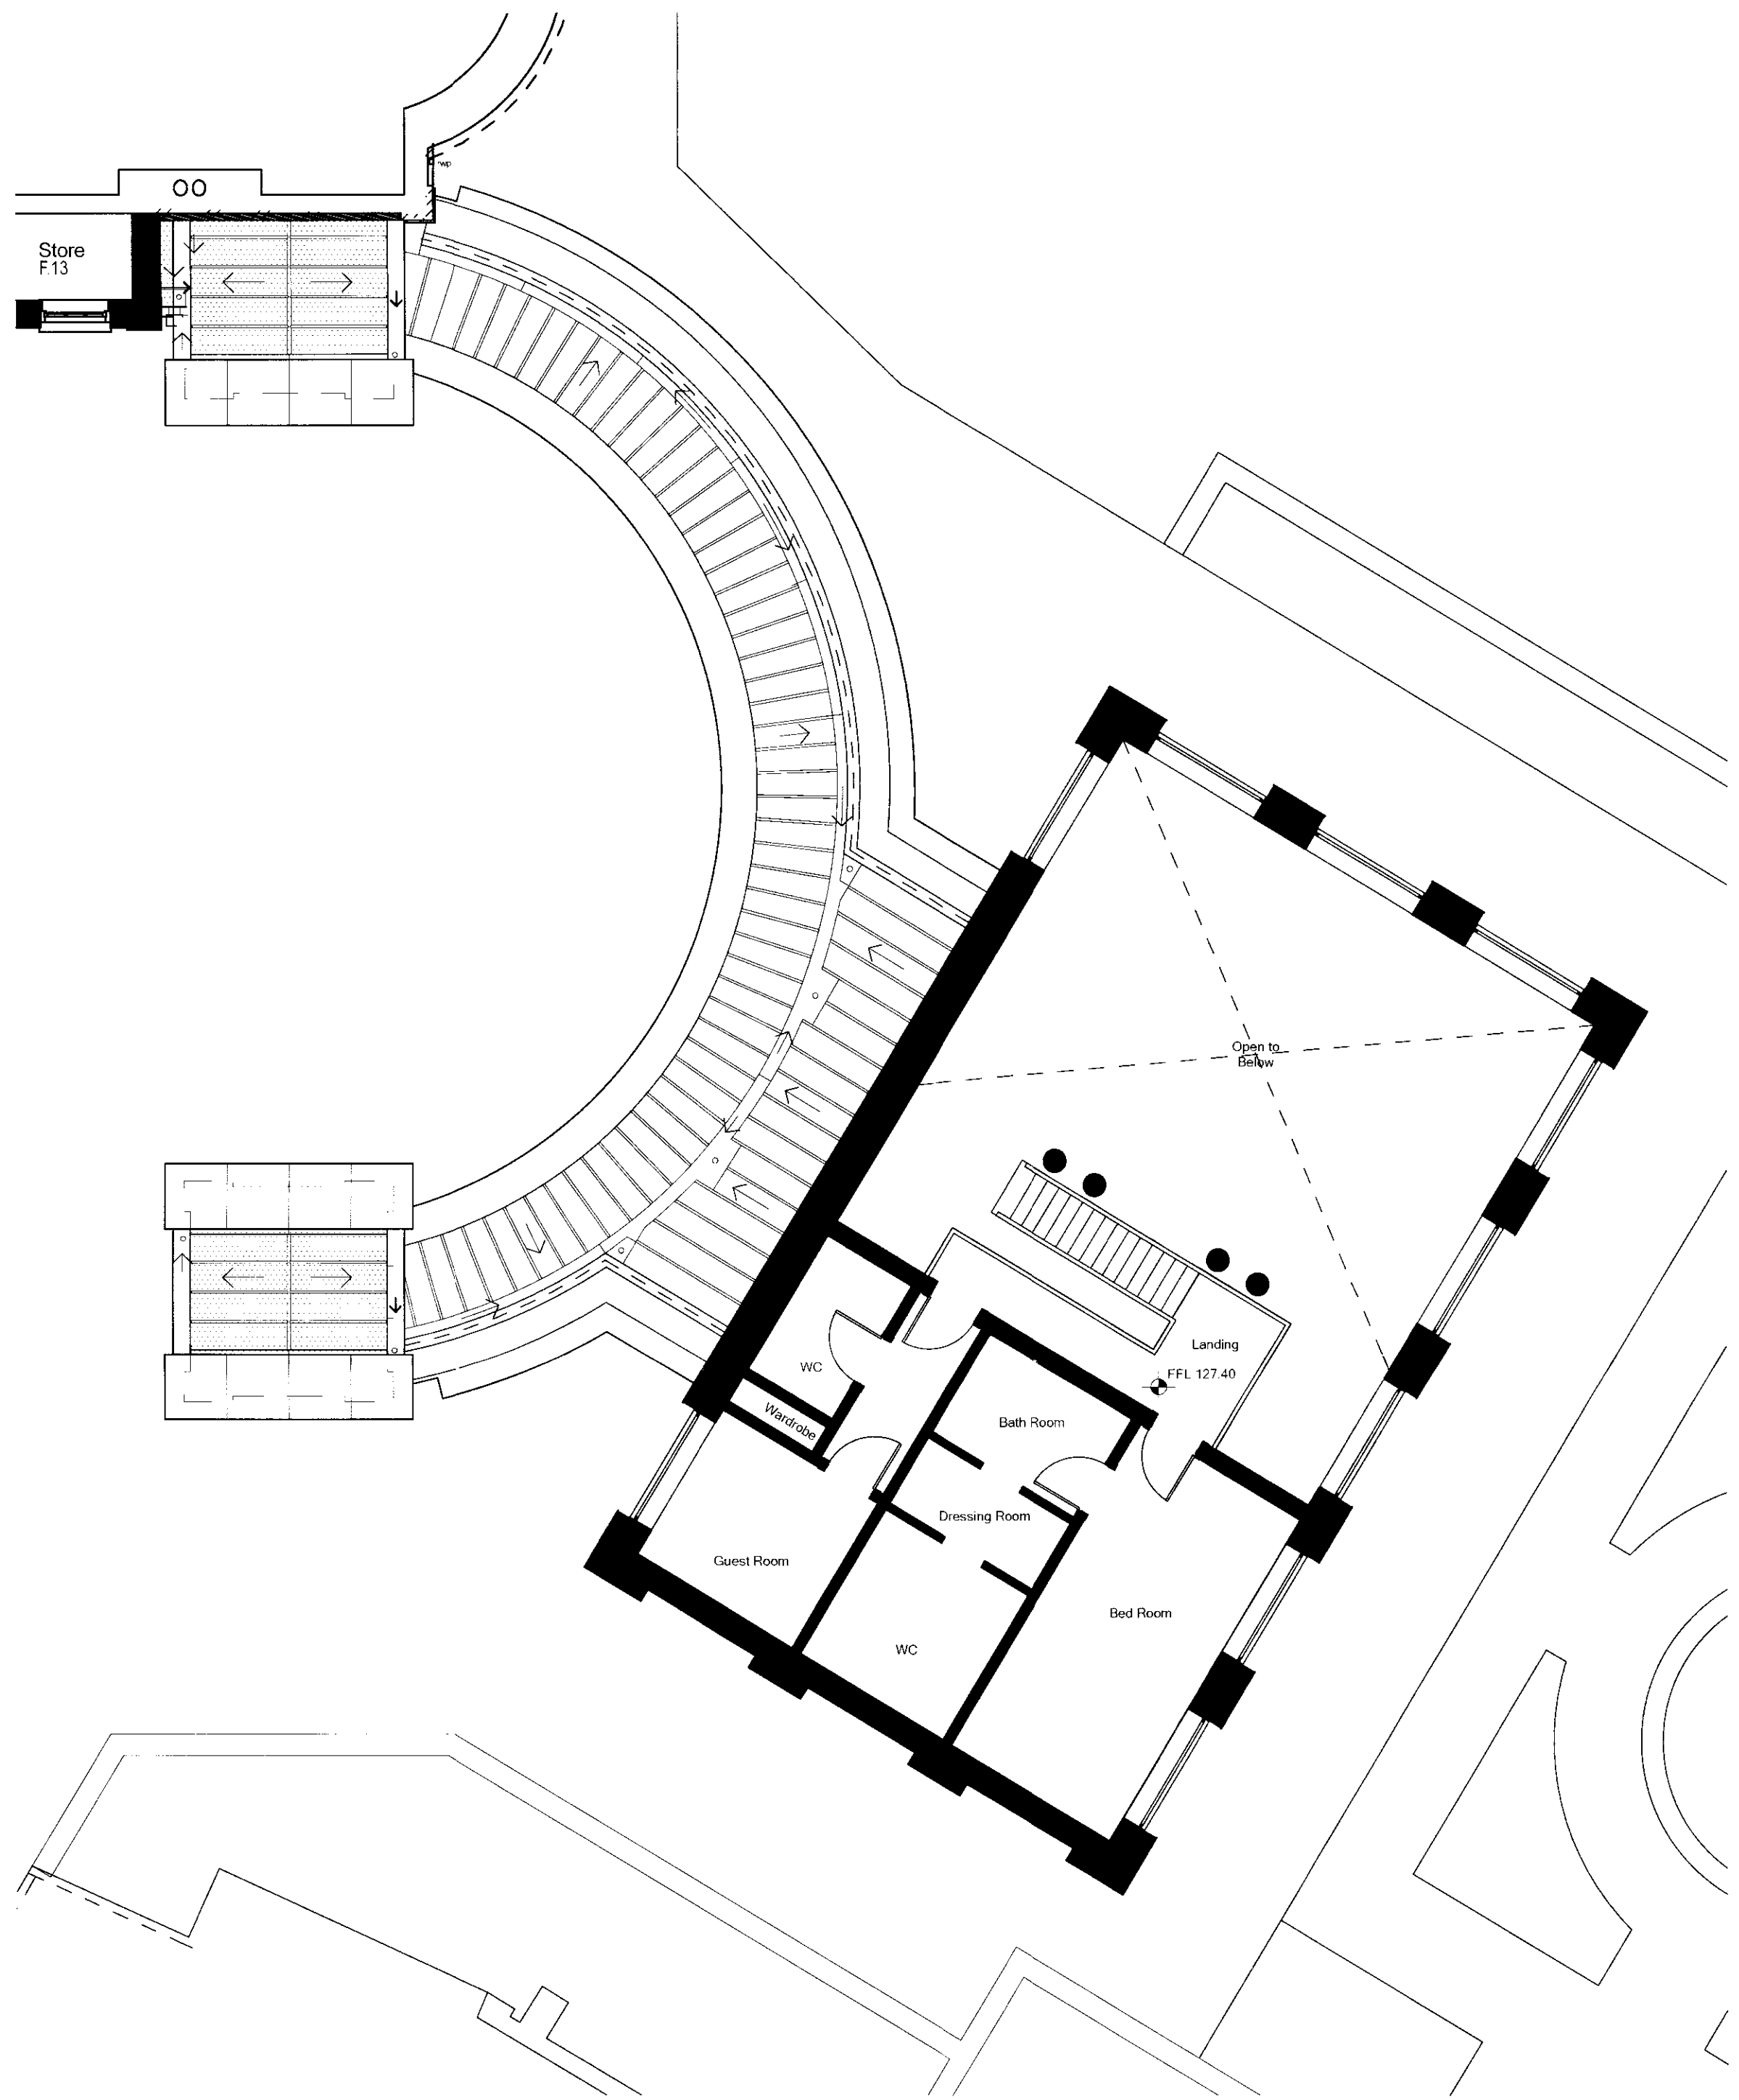 rwp
Store
F.13
Open to
Below
Landing
FFL 127.40
WC
Wardrobe
Bath Room
Dressing Room
Guest Room
Bed Room
WC